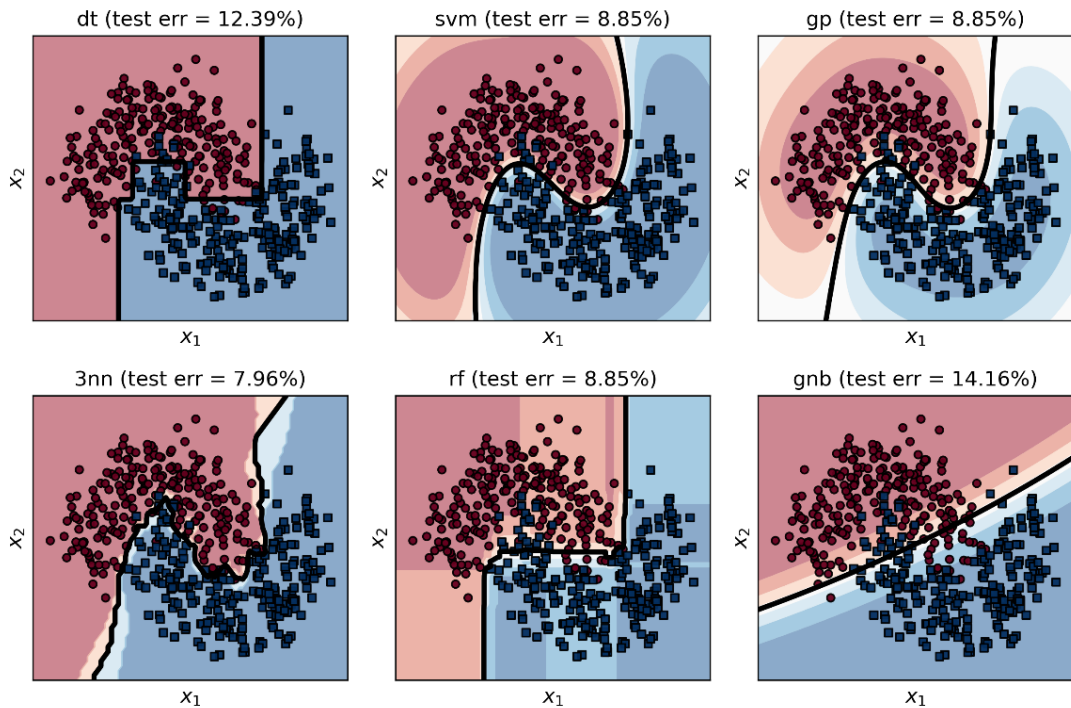 dt (test err = 12.39%)
svm (test err = 8.85%)
gp (test err = 8.85%)
x₂
x₂
x₂
x₁
x₁
x₁
3nn (test err = 7.96%)
rf (test err = 8.85%)
gnb (test err = 14.16%)
x₂
x₂
x₂
x₁
x₁
x₁